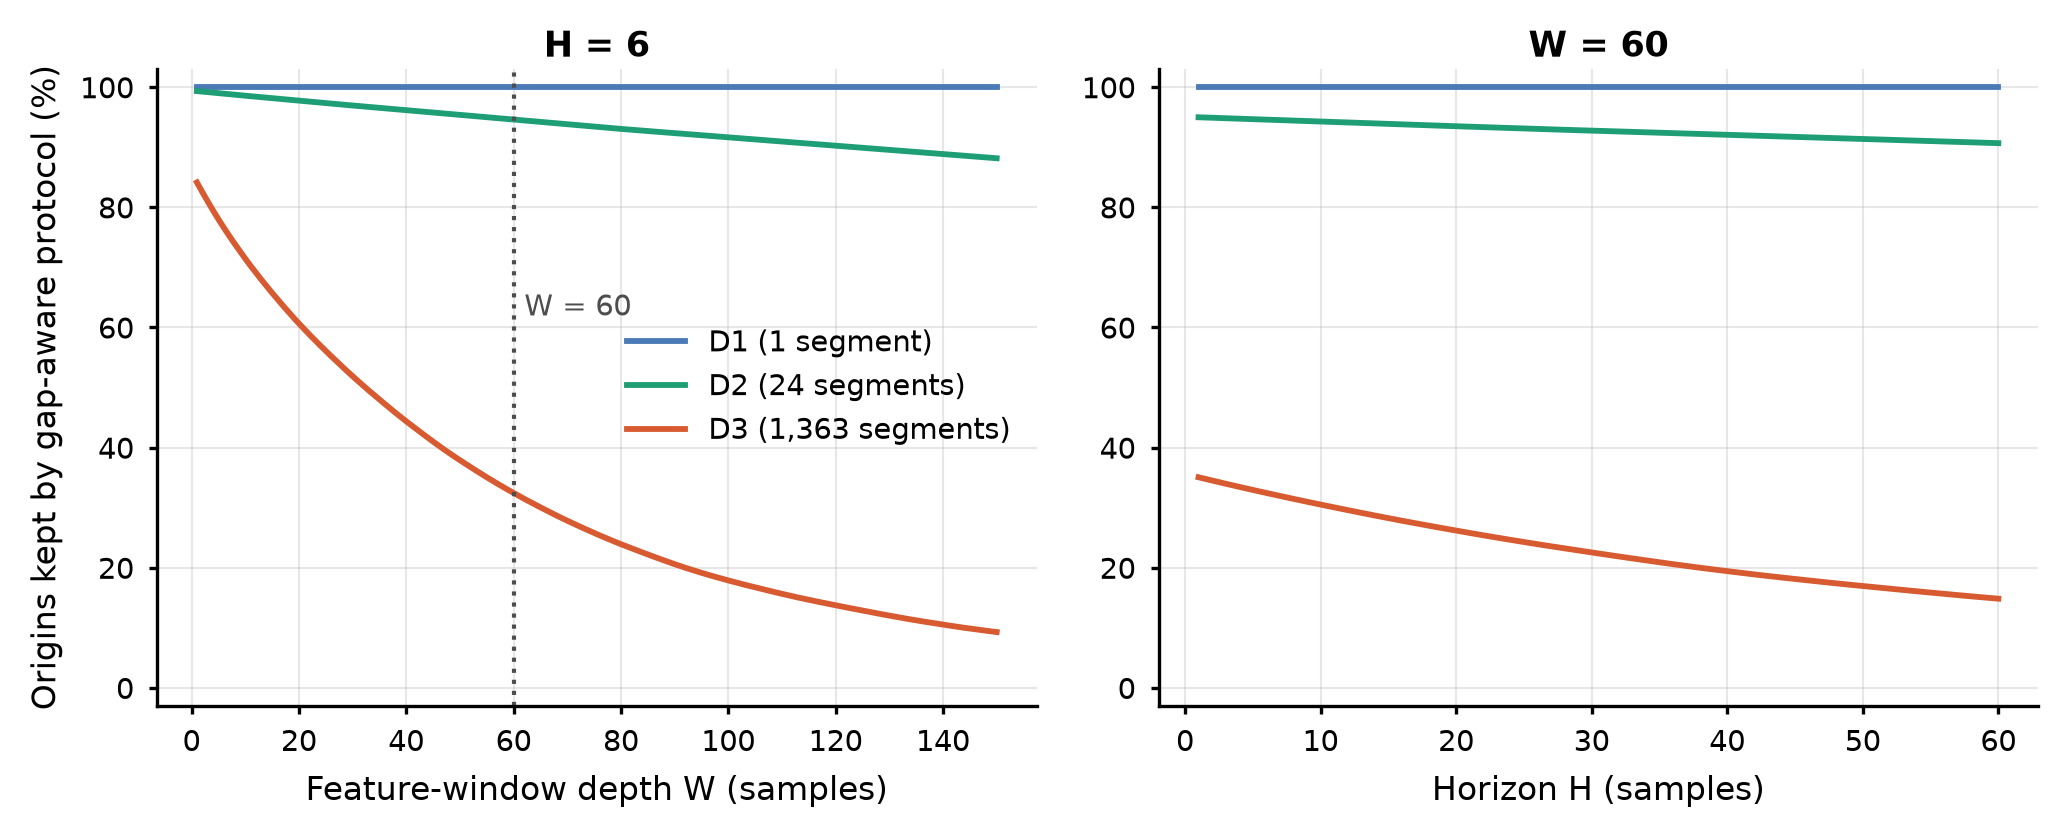 H = 6
Origins kept by gap-aware protocol (%)
100
80
60
40
20
0
W = 60
D1 (1 segment)
D2 (24 segments)
D3 (1,363 segments)
0 20 40 60 80 100 120 140
Feature-window depth W (samples)
W = 60
100
80
60
40
20
0
0 10 20 30 40 50 60
Horizon H (samples)